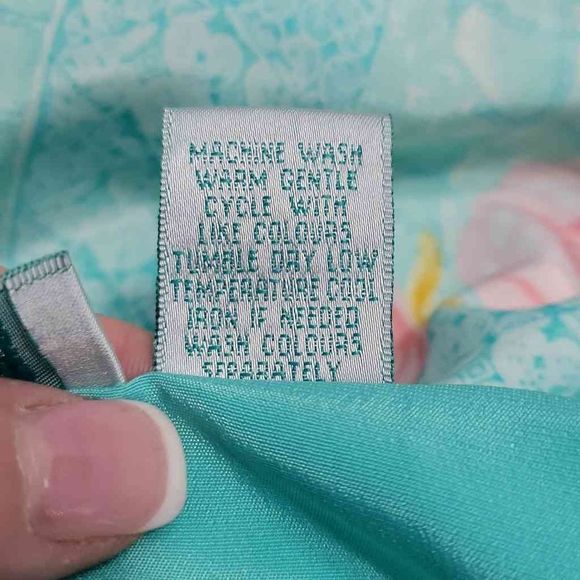 MACHINE WASH
WARM GENTLE
CYCLE WITH
LIKE COLOURS
TUMBLE DRY LOW
TEMPERATURE COOL
IRON IF NEEDED
WASH COLOURS
SEPARATELY